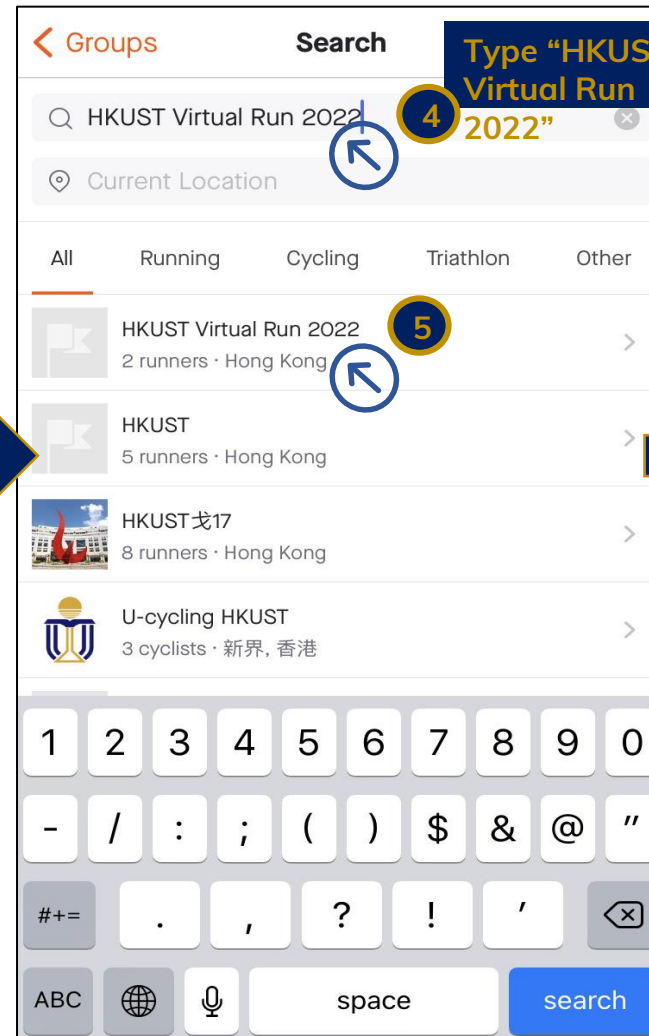 Groups
Search
Type “HKUS
Virtual Run
2022”
HKUST Virtual Run 2022
4
Current Location
All Running Cycling Triathlon Other
HKUST Virtual Run 2022
5
2 runners · Hong Kong
HKUST
5 runners · Hong Kong
HKUST戈17
8 runners · Hong Kong
U-cycling HKUST
3 cyclists · 新界, 香港
1 2 3 4 5 6 7 8 9 0
- / : ; ( ) $ & @ "
#+= . , ? ! '
ABC space search